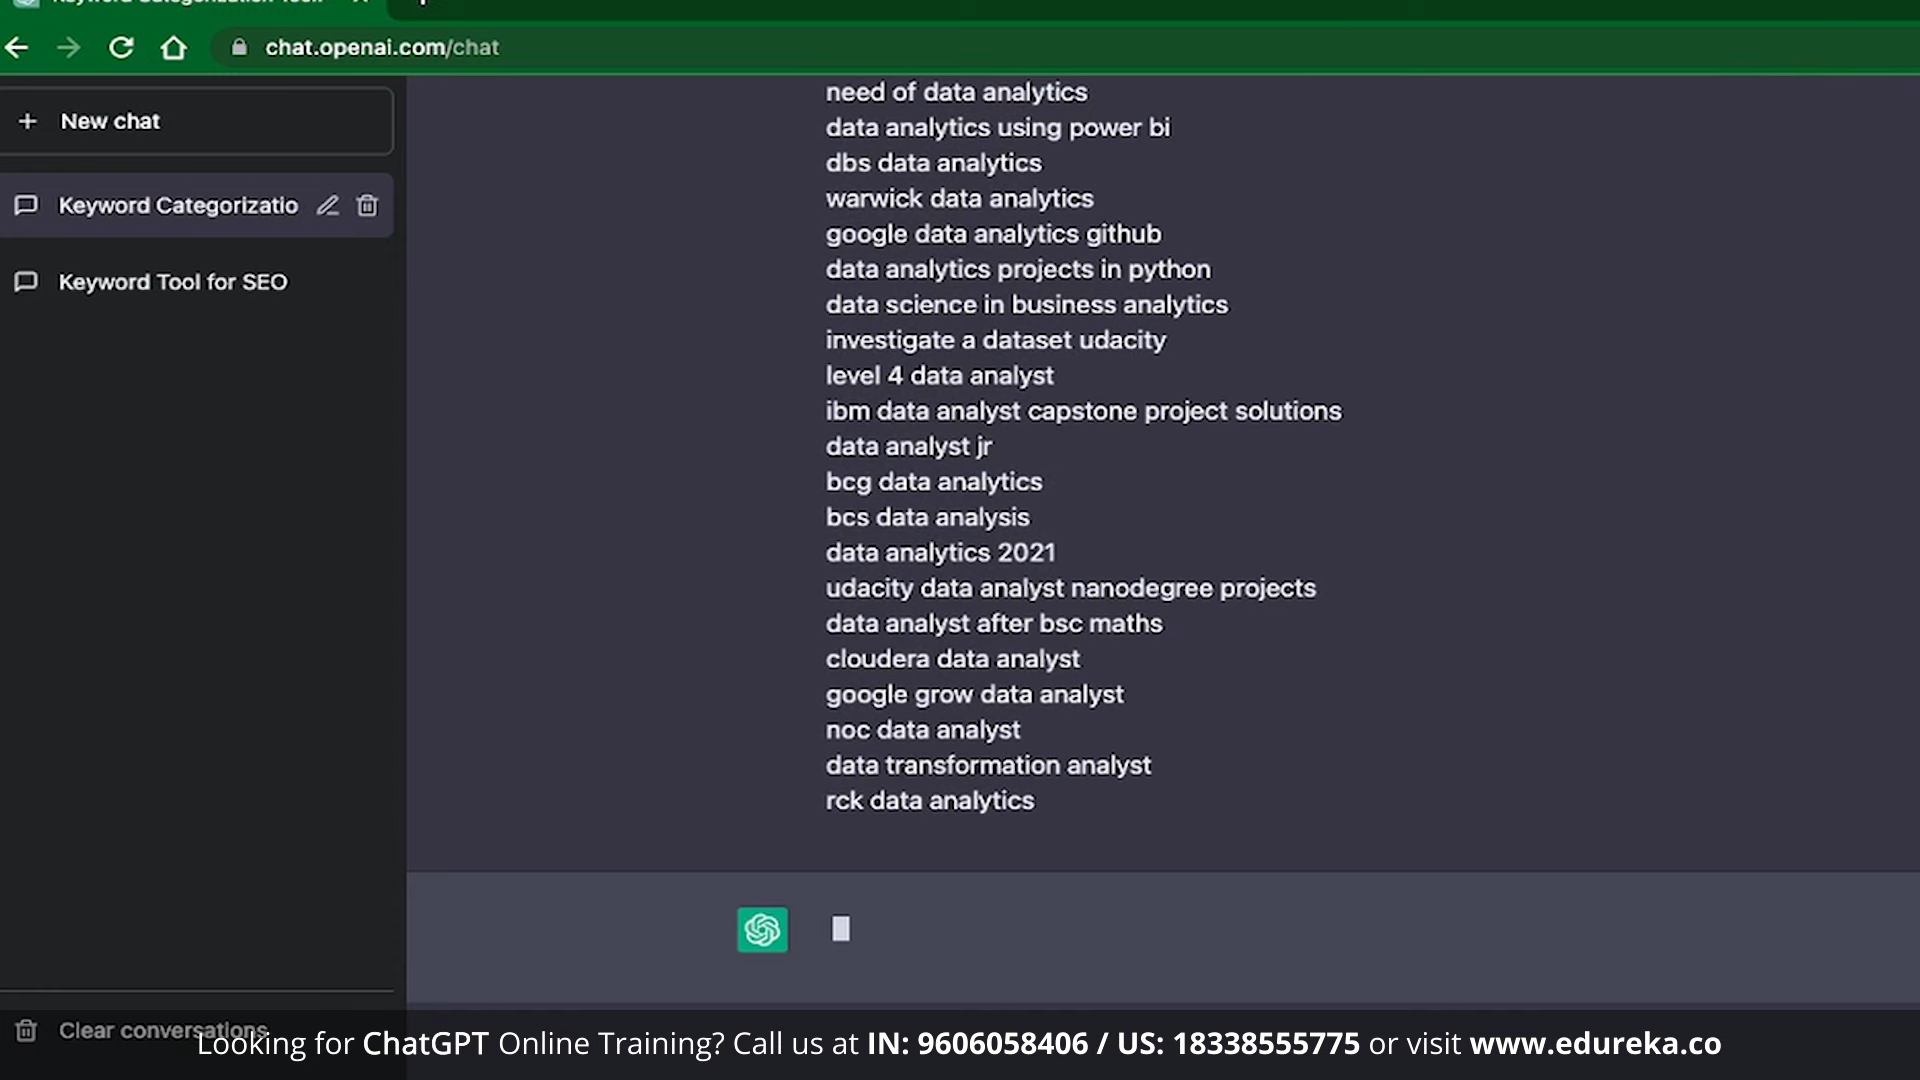 chat.openai.com/chat
New chat
Keyword Categorizatio
Keyword Tool for SEO
need of data analytics
data analytics using power bi
dbs data analytics
warwick data analytics
google data analytics github
data analytics projects in python
data science in business analytics
investigate a dataset udacity
level 4 data analyst
ibm data analyst capstone project solutions
data analyst jr
bcg data analytics
bcs data analysis
data analytics 2021
udacity data analyst nanodegree projects
data analyst after bsc maths
cloudera data analyst
google grow data analyst
noc data analyst
data transformation analyst
rck data analytics
Clear conversations
Looking for ChatGPT Online Training? Call us at IN: 9606058406 / US: 18338555775 or visit www.edureka.co